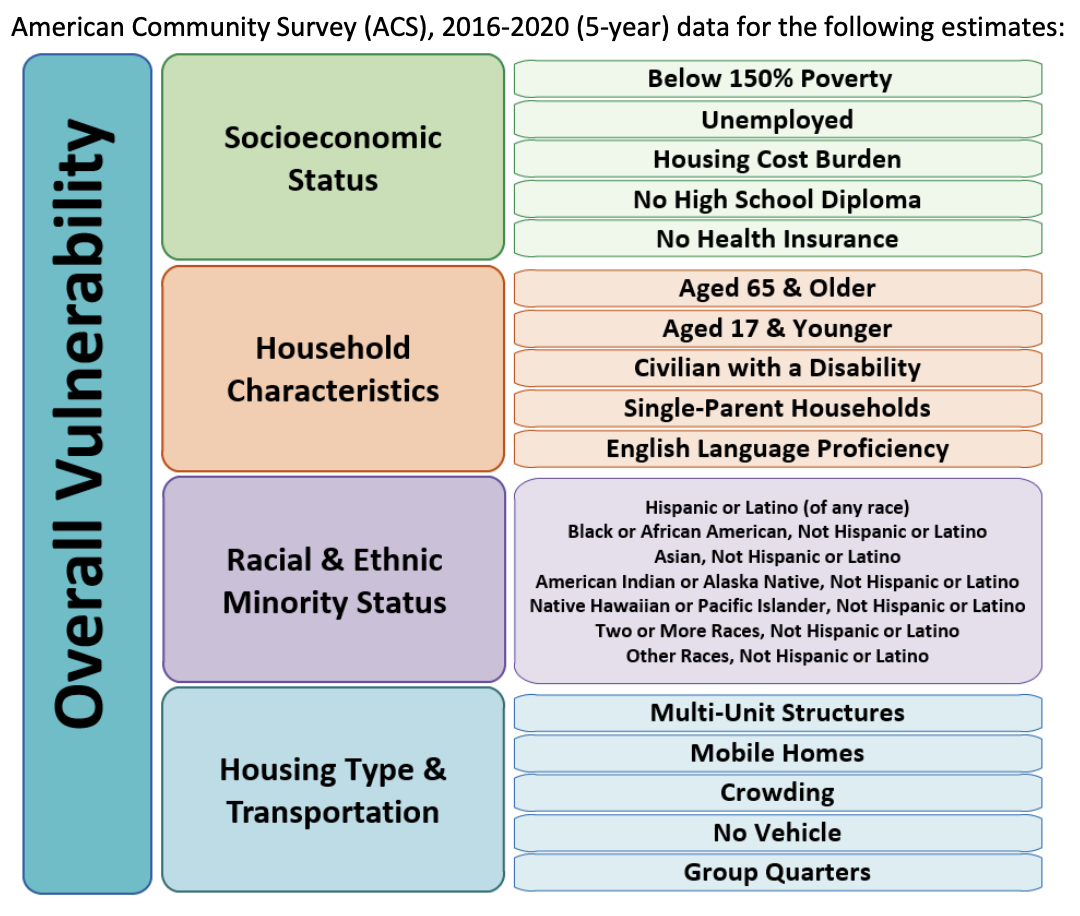 American Community Survey (ACS), 2016-2020 (5-year) data for the following estimates:
Overall Vulnerability
Socioeconomic
Status
Below 150% Poverty
Unemployed
Housing Cost Burden
No High School Diploma
No Health Insurance
Household
Characteristics
Aged 65 & Older
Aged 17 & Younger
Civilian with a Disability
Single-Parent Households
English Language Proficiency
Racial & Ethnic
Minority Status
Hispanic or Latino (of any race)
Black or African American, Not Hispanic or Latino
Asian, Not Hispanic or Latino
American Indian or Alaska Native, Not Hispanic or Latino
Native Hawaiian or Pacific Islander, Not Hispanic or Latino
Two or More Races, Not Hispanic or Latino
Other Races, Not Hispanic or Latino
Housing Type &
Transportation
Multi-Unit Structures
Mobile Homes
Crowding
No Vehicle
Group Quarters